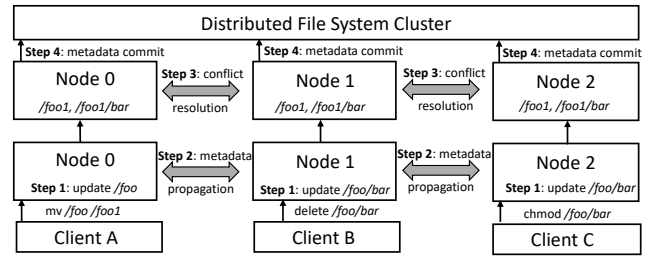 Distributed File System Cluster
Step 4: metadata commit
Step 4: metadata commit
Step 4: metadata commit
Node 0
/foo1, /foo1/bar
Step 3: conflict
resolution
Node 1
/foo1, /foo1/bar
Step 3: conflict
resolution
Node 2
/foo1, /foo1/bar
Node 0
Step 1: update /foo
Step 2: metadata
propagation
Node 1
Step 1: update /foo/bar
Step 2: metadata
propagation
Node 2
Step 1: update /foo/bar
mv /foo /foo1
delete /foo/bar
chmod /foo/bar
Client A
Client B
Client C